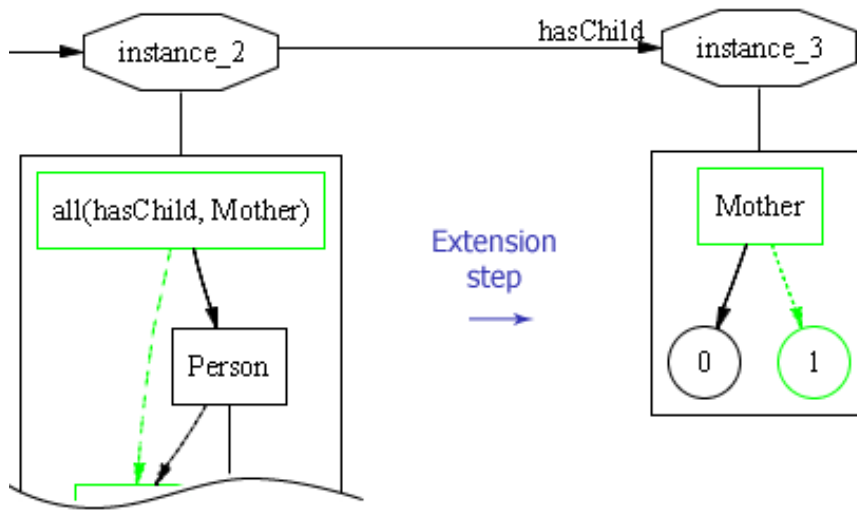 hasChild
instance_2
instance_3
all(hasChild, Mother)
Mother
Extension
step
Person
0
1